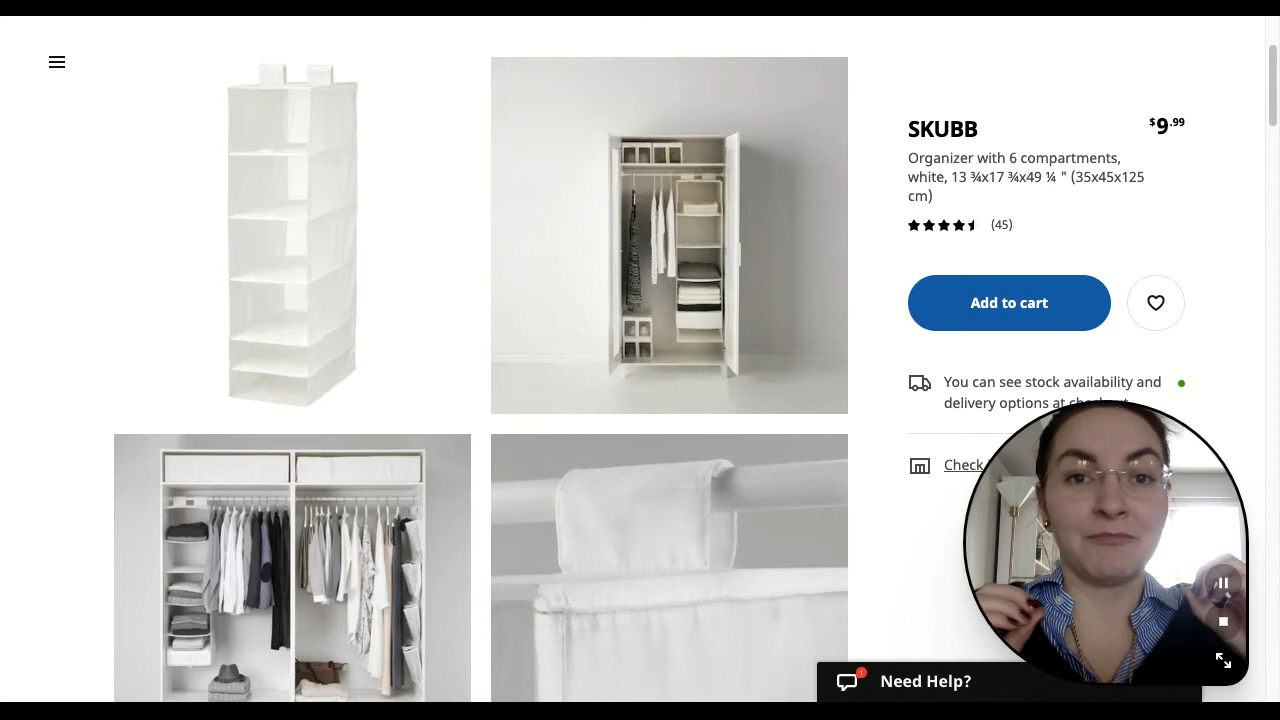 SKUBB
$9.99
Organizer with 6 compartments,
white, 13 ¾x17 ¾x49 ¼ " (35x45x125
cm)
(45)
Add to cart
You can see stock availability and
delivery options at checkout
Check
Need Help?